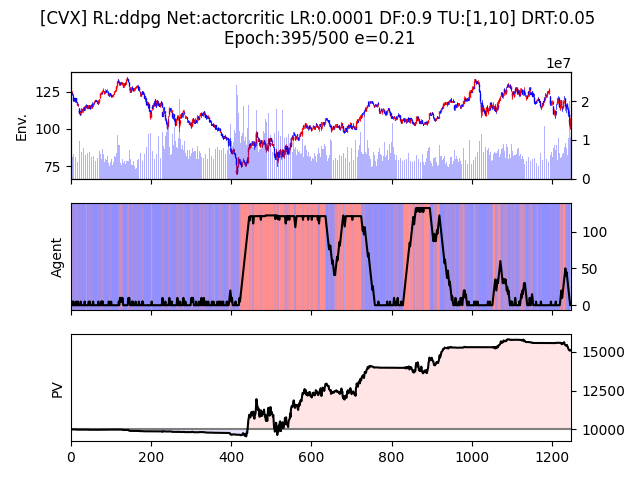 [CVX] RL:ddpg Net:actorcritic LR:0.0001 DF:0.9 TU:[1,10] DRT:0.05
Epoch:395/500 e=0.21
1e7
Env.
125
100
75
2
1
0
Agent
100
50
0
PV
15000
12500
10000
0 200 400 600 800 1000 1200